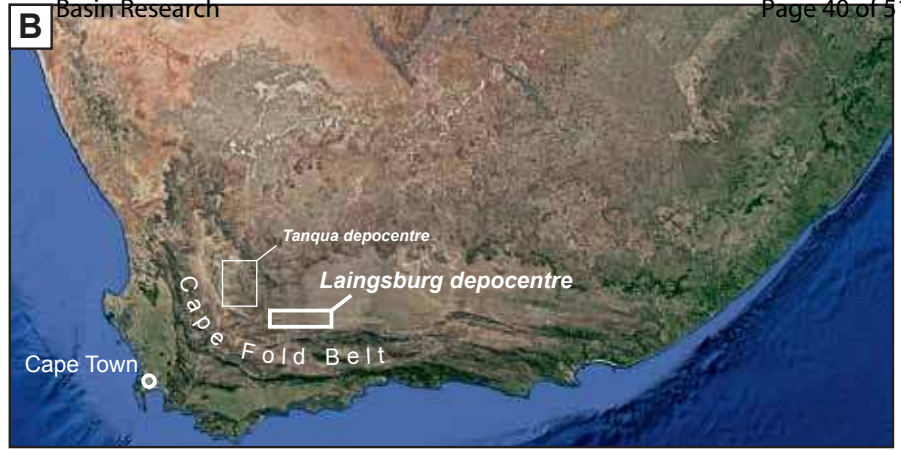 Basin Research
Page 40 of 5
B
Tanqua depocentre
Laingsburg depocentre
Cape Fold Belt
Cape Town